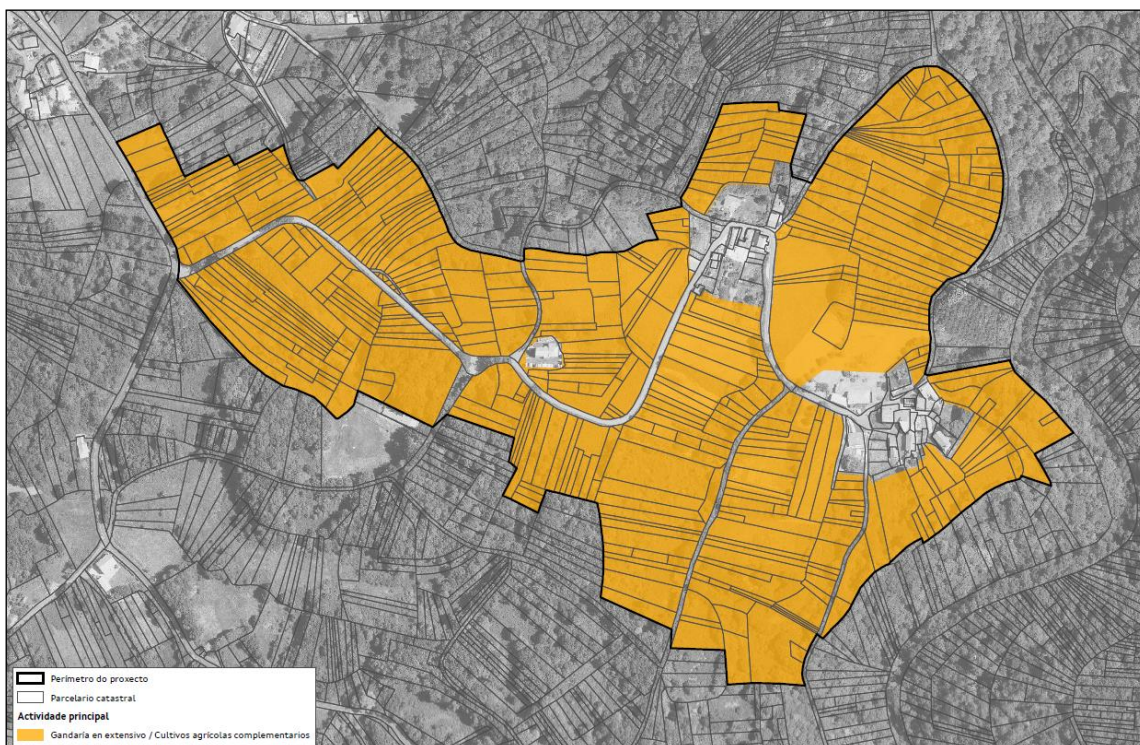 Perímetro do proxecto
Parcelario catastral
Actividade principal
Gandaría en extensivo / Cultivos agrícolas complementarios